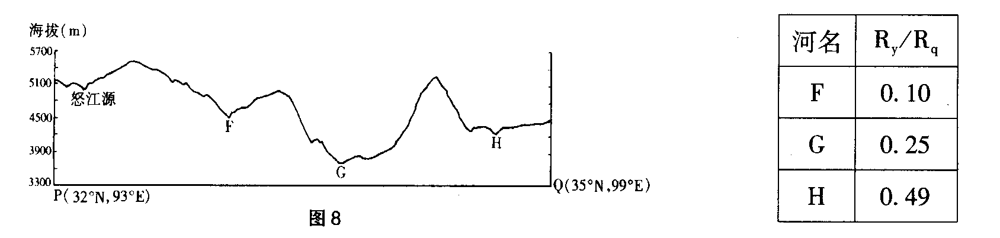 海拔(m)
5700
5100
4500
3900
3300
怒江源
F
G
H
P(32°N,93°E)
Q(35°N,99°E)
图8
河名 Ry/Rq
F 0.10
G 0.25
H 0.49